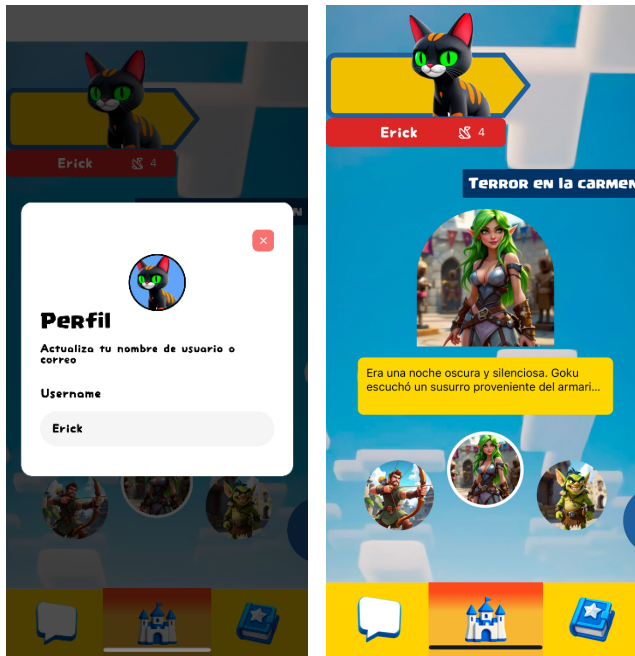 Erick 4
N
×
Perfil
Actualiza tu nombre de usuario o
correo
Username
Erick
Erick 4
Terror en la carmen
Era una noche oscura y silenciosa. Goku
escuchó un susurro proveniente del armari...